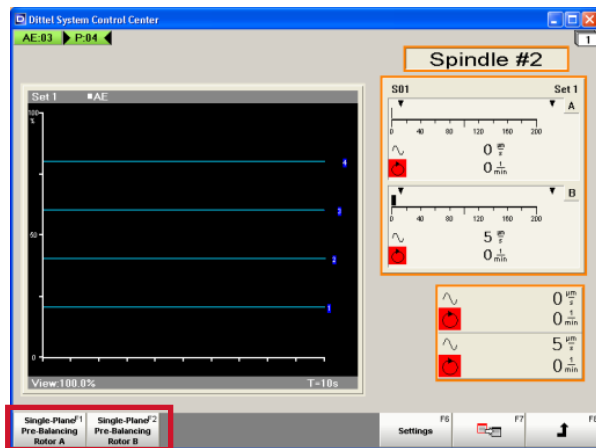 Dittel System Control Center
AE:03 P:04
1
Spindle #2
Set 1 AE
100
%
50
0
4
3
2
1
View:100.0% T=10s
S01 Set 1
A
0 40 80 120 160 200
0
0 1/min
B
0 40 80 120 160 200
5
0 1/min
0 µm/s
0 1/min
5 µm/s
0 1/min
Single-Plane F1
Pre-Balancing
Rotor A
Single-Plane F2
Pre-Balancing
Rotor B
Settings F6
F7
F8